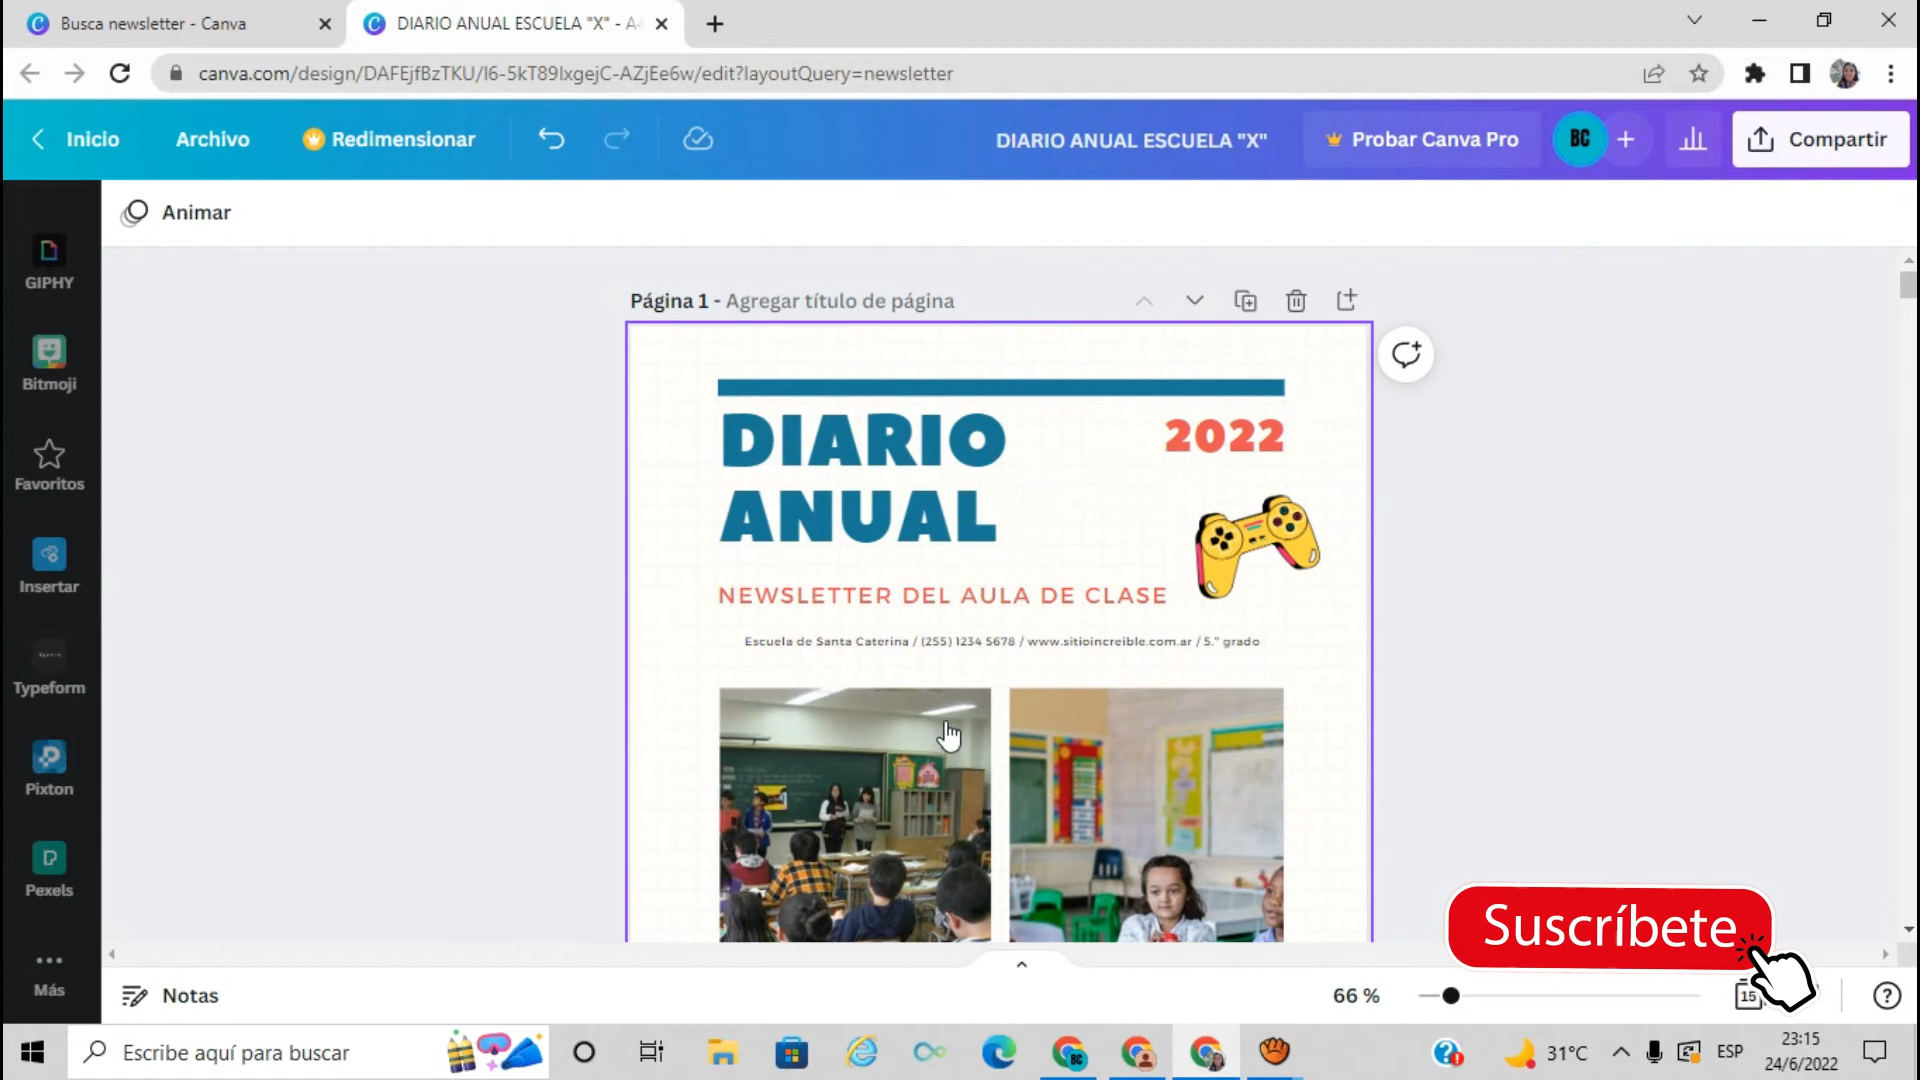 Busca newsletter - Canva
DIARIO ANUAL ESCUELA "X" - A4
canva.com/design/DAFEjfBzTKU/I6-5kT89IxgejC-AZjEe6w/edit?layoutQuery=newsletter
Inicio
Archivo
Redimensionar
DIARIO ANUAL ESCUELA "X"
Probar Canva Pro
BC
Compartir
Animar
GIPHY
Bitmoji
Favoritos
Insertar
Typeform
Pixton
Pexels
Más
Página 1 - Agregar título de página
DIARIO
ANUAL
2022
NEWSLETTER DEL AULA DE CLASE
Escuela de Santa Caterina / (255) 1234 5678 / www.sitioincreible.com.ar / 5.º grado
Suscríbete
Notas
66 %
15
Escribe aquí para buscar
31°C
ESP
23:15
24/6/2022